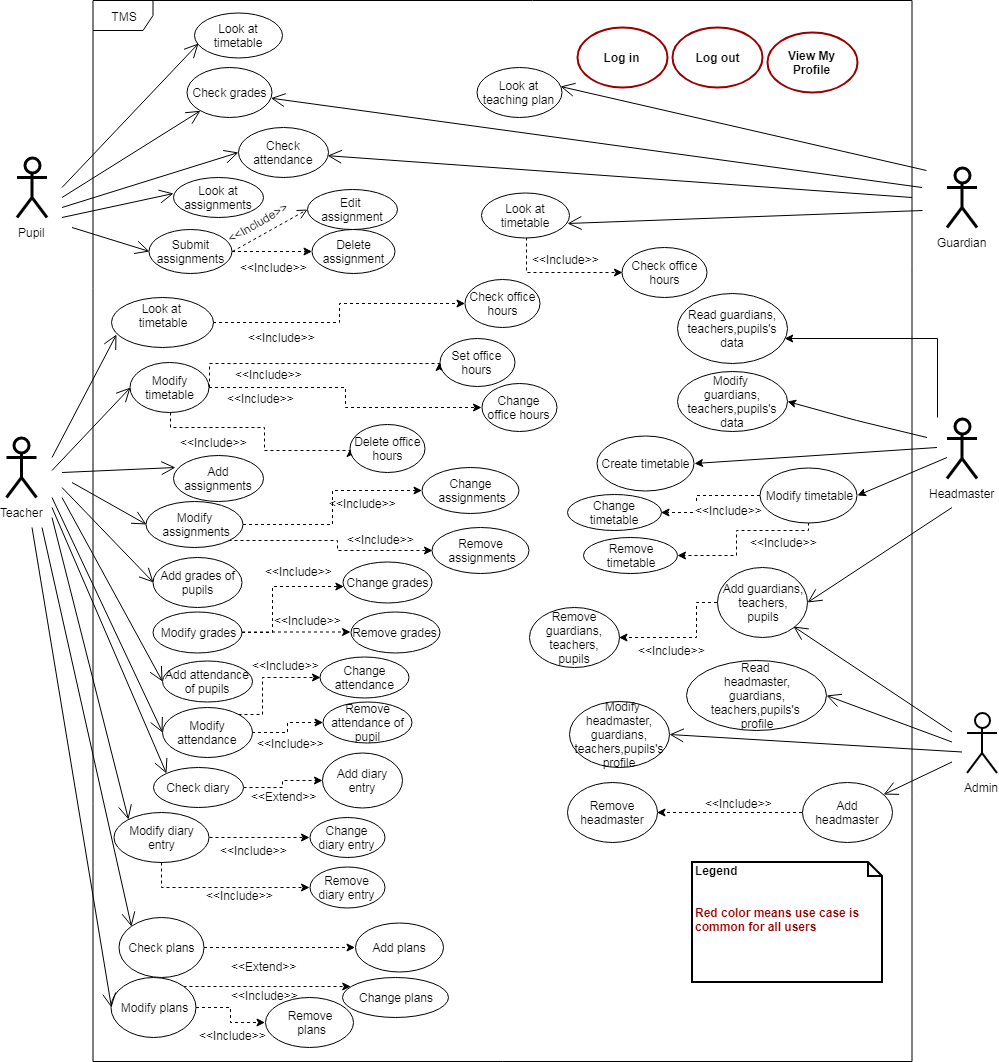 TMS
Look at
timetable
Log in
Log out
View My
Profile
Check grades
Look at
teaching plan
Check
attendance
Pupil
Look at
assignments
Edit
assignment
<<Include>>
Submit
assignments
Delete
assignment
<<Include>>
Look at
timetable
Guardian
<<Include>>
Check office
hours
Look at
timetable
Check office
hours
<<Include>>
Read guardians,
teachers,pupils's
data
Modify
timetable
<<Include>>
Set office
hours
<<Include>>
Change
office hours
Modify
guardians,
teachers,pupils's
data
<<Include>>
Delete office
hours
Teacher
Add
assignments
Create timetable
Headmaster
Change
assignments
<<Include>>
Modify
assignments
Modify timetable
Change
timetable
<<Include>>
<<Include>>
Remove
assignments
Remove
timetable
<<Include>>
Add grades of
pupils
<<Include>>
Change grades
Add guardians,
teachers,
pupils
Modify grades
<<Include>>
Remove grades
Remove
guardians,
teachers,
pupils
<<Include>>
Add attendance
of pupils
<<Include>>
Change
attendance
Read
headmaster,
guardians,
teachers,pupils's
profile
Modify
attendance
<<Include>>
Remove
attendance of
pupil
Modify
headmaster,
guardians,
teachers,pupils's
profile
Check diary
<<Extend>>
Add diary
entry
Admin
Remove
headmaster
<<Include>>
Add
headmaster
Modify diary
entry
<<Include>>
Change
diary entry
<<Include>>
Remove
diary entry
Legend
Red color means use case is
common for all users
Check plans
Add plans
<<Extend>>
<<Include>>
Change plans
Modify plans
<<Include>>
Remove
plans